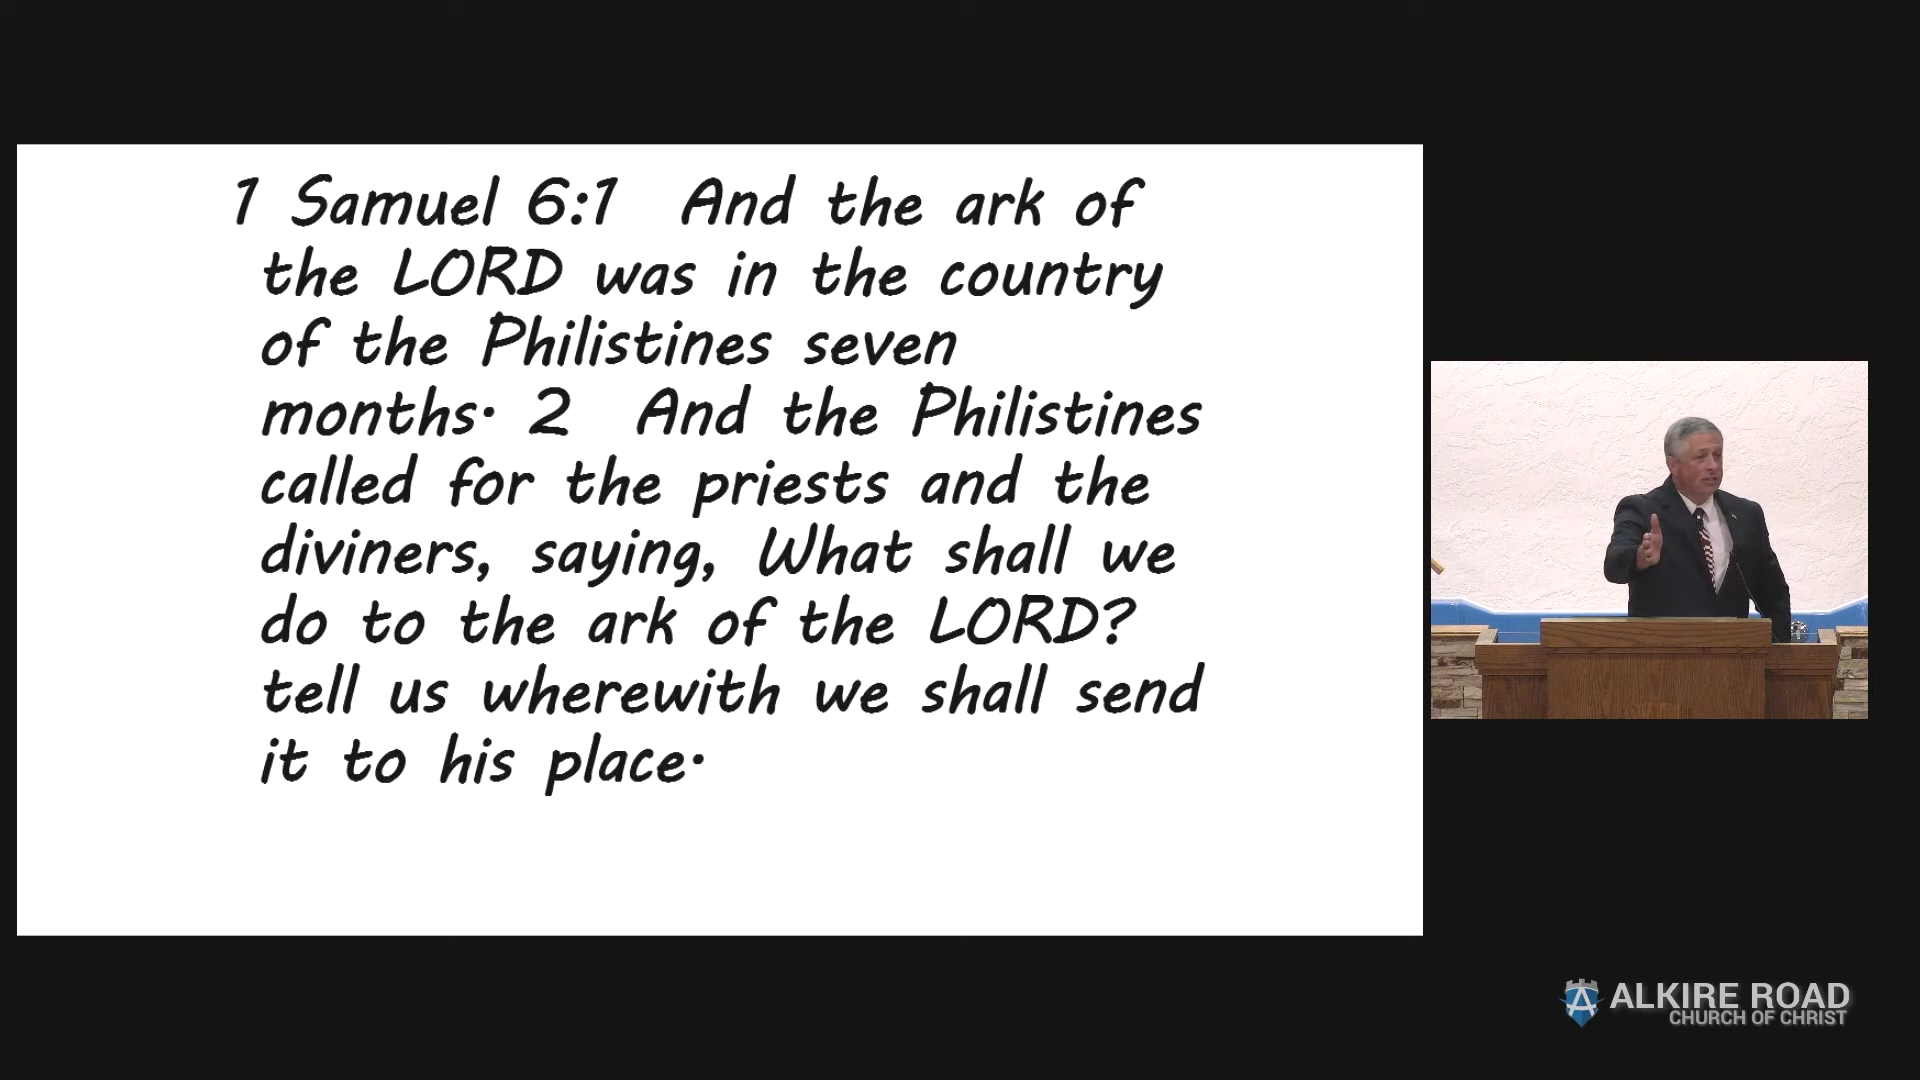 1 Samuel 6:1 And the ark of
the LORD was in the country
of the Philistines seven
months. 2 And the Philistines
called for the priests and the
diviners, saying, What shall we
do to the ark of the LORD?
tell us wherewith we shall send
it to his place.
ALKIRE ROAD
CHURCH OF CHRIST